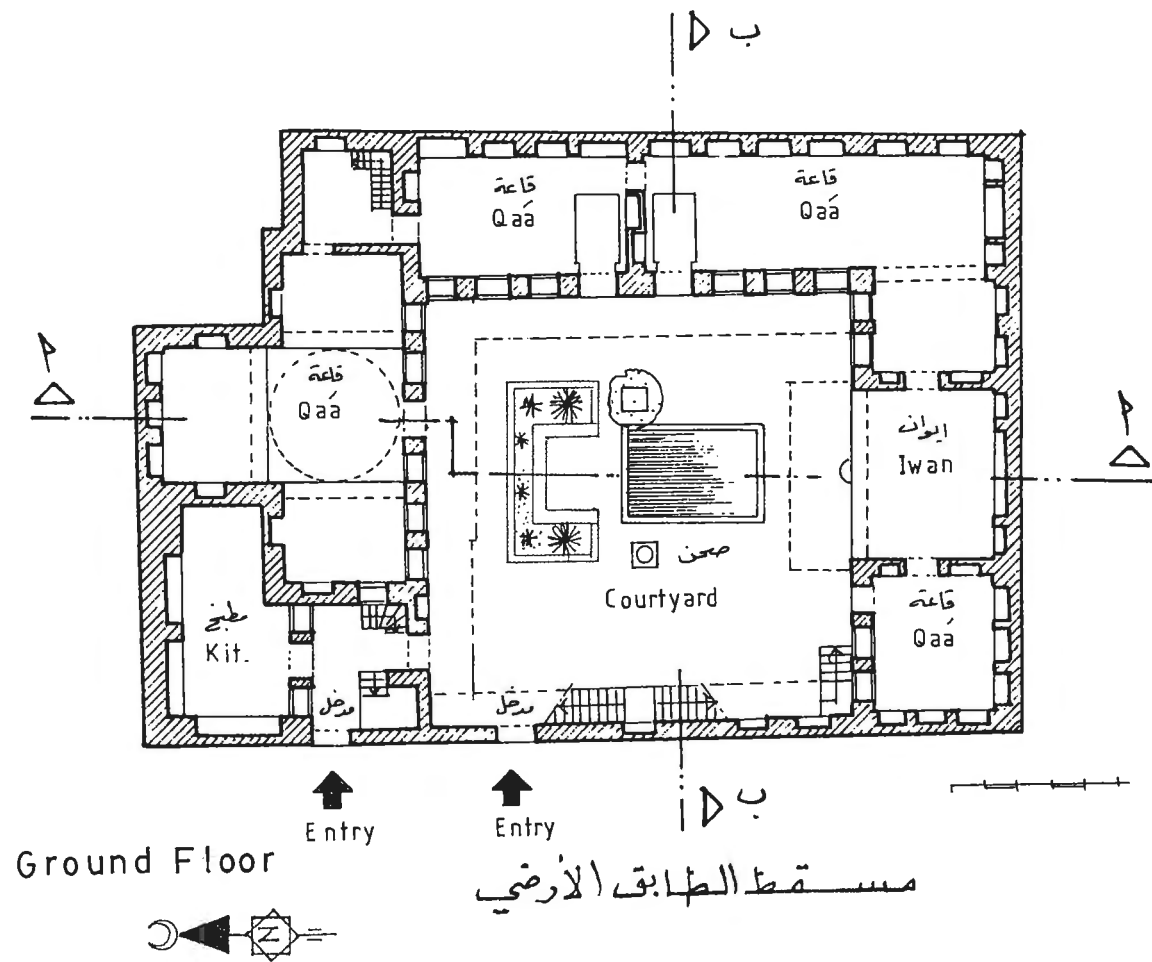 ب
قاعة
Qaá
قاعة
Qaá
م
قاعة
Qaá
م
ايوان
Iwan
صحن
Courtyard
قاعة
Qaá
مطبخ
Kit.
مدخل
مدخل
ب
Entry
Entry
Ground Floor
مسقط الطابق الأرضي
N